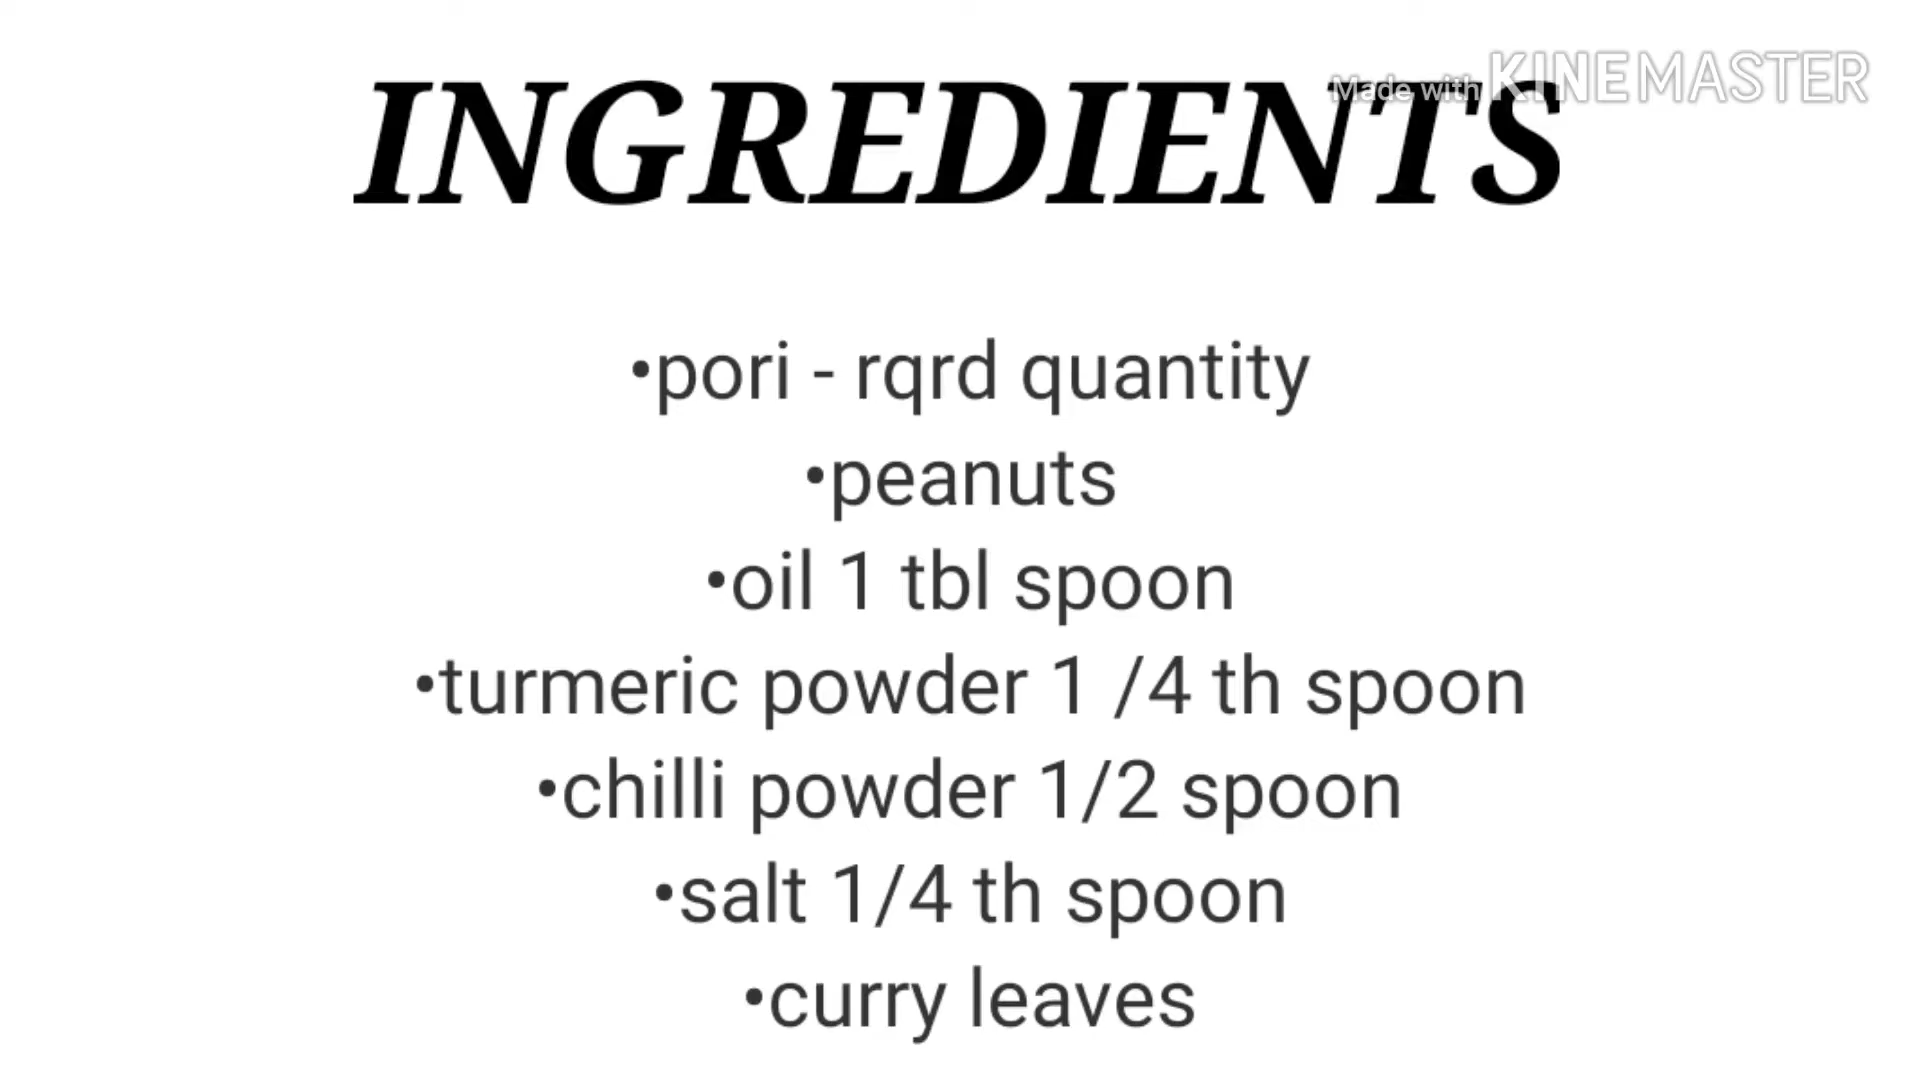 Made with KINEMASTER
INGREDIENTS
•pori - rqrd quantity
•peanuts
•oil 1 tbl spoon
•turmeric powder 1 /4 th spoon
•chilli powder 1/2 spoon
•salt 1/4 th spoon
•curry leaves